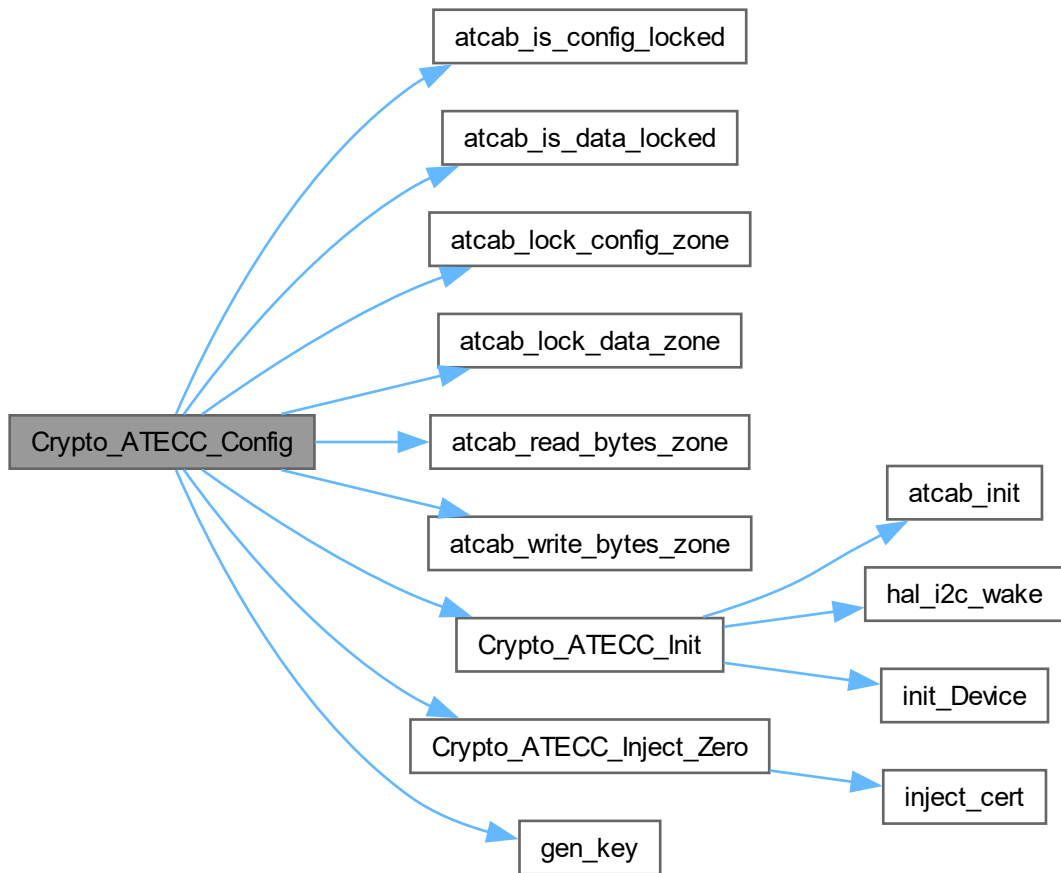 atcab_is_config_locked
atcab_is_data_locked
atcab_lock_config_zone
atcab_lock_data_zone
Crypto_ATECC_Config
atcab_read_bytes_zone
atcab_init
atcab_write_bytes_zone
hal_i2c_wake
Crypto_ATECC_Init
init_Device
Crypto_ATECC_Inject_Zero
inject_cert
gen_key